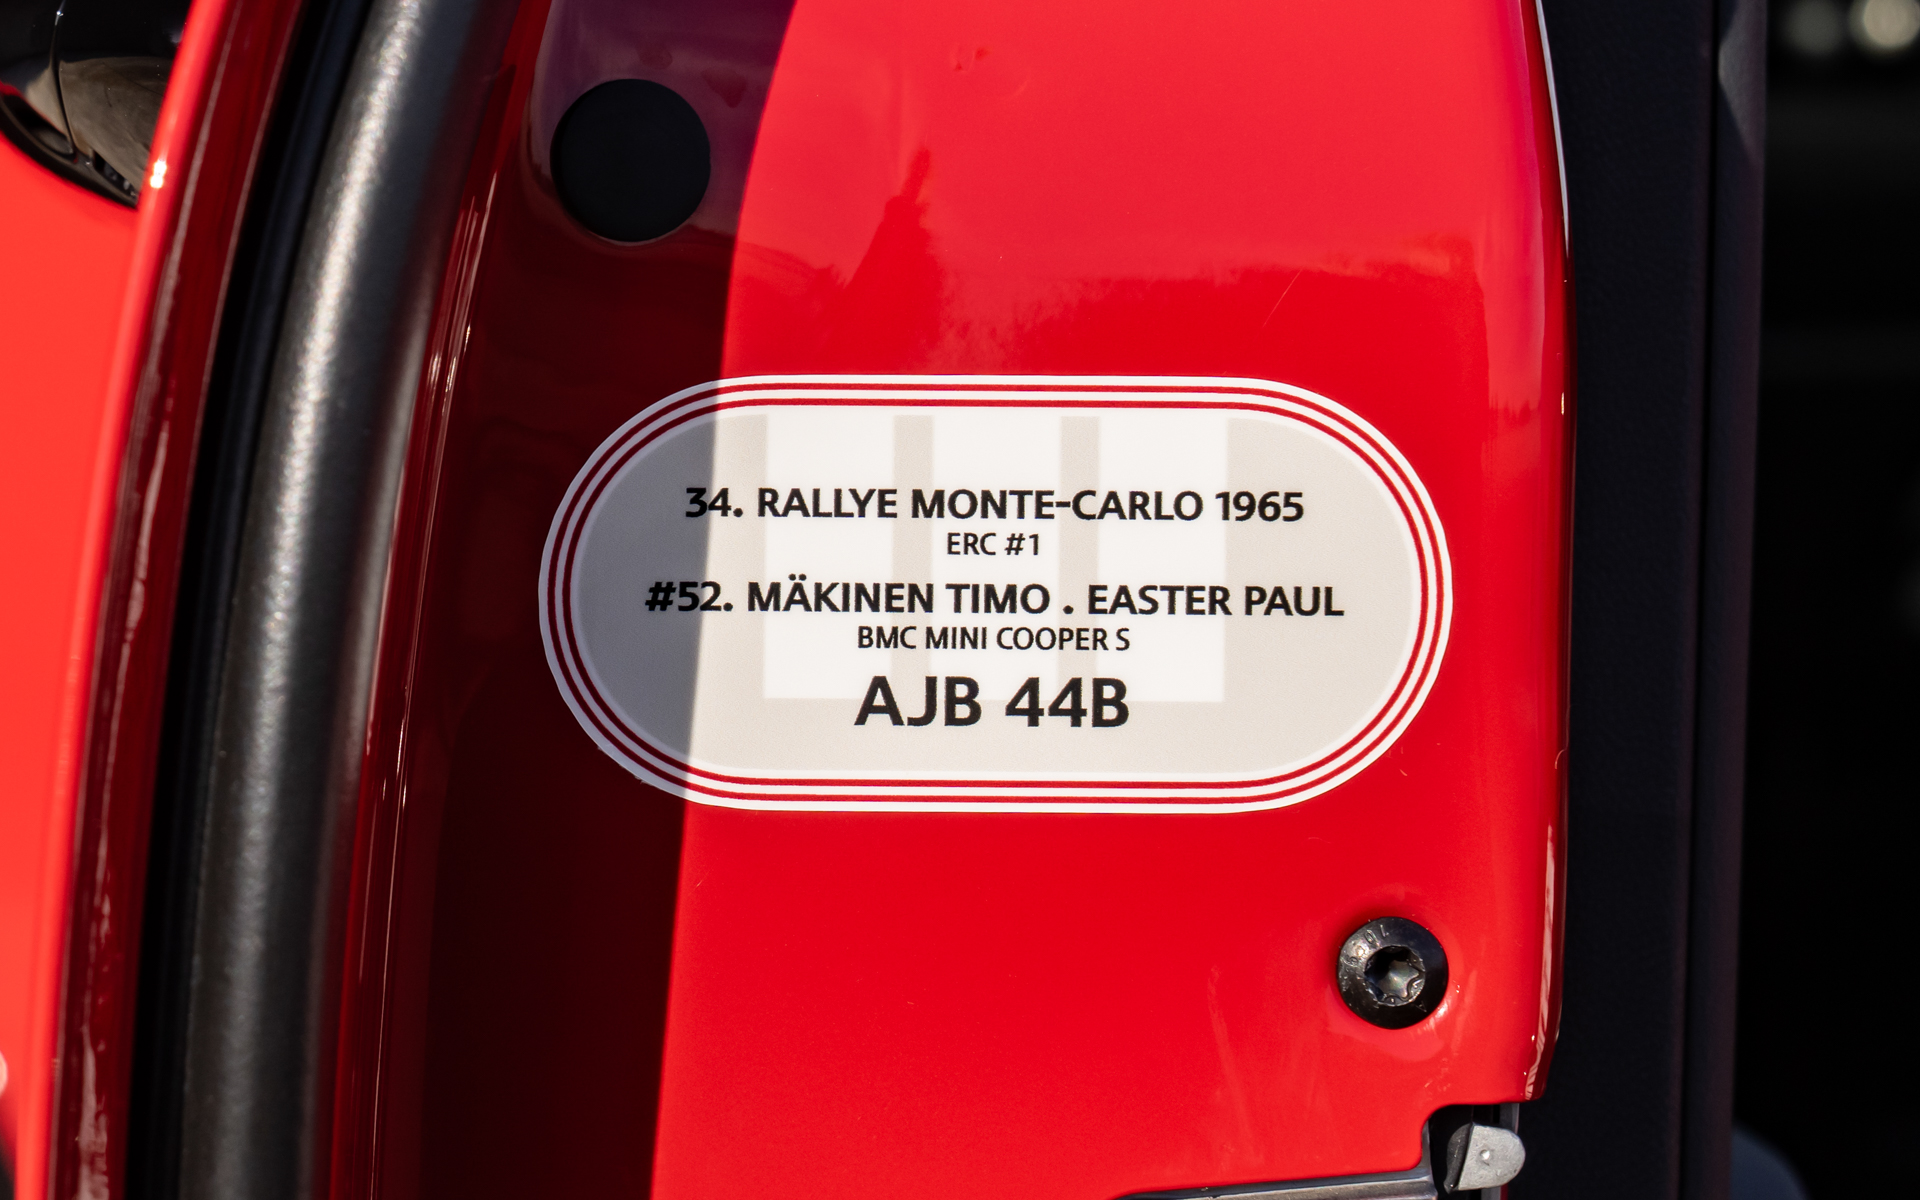 34. RALLYE MONTE-CARLO 1965
ERC #1
#52. MÄKINEN TIMO . EASTER PAUL
BMC MINI COOPER S
AJB 44B